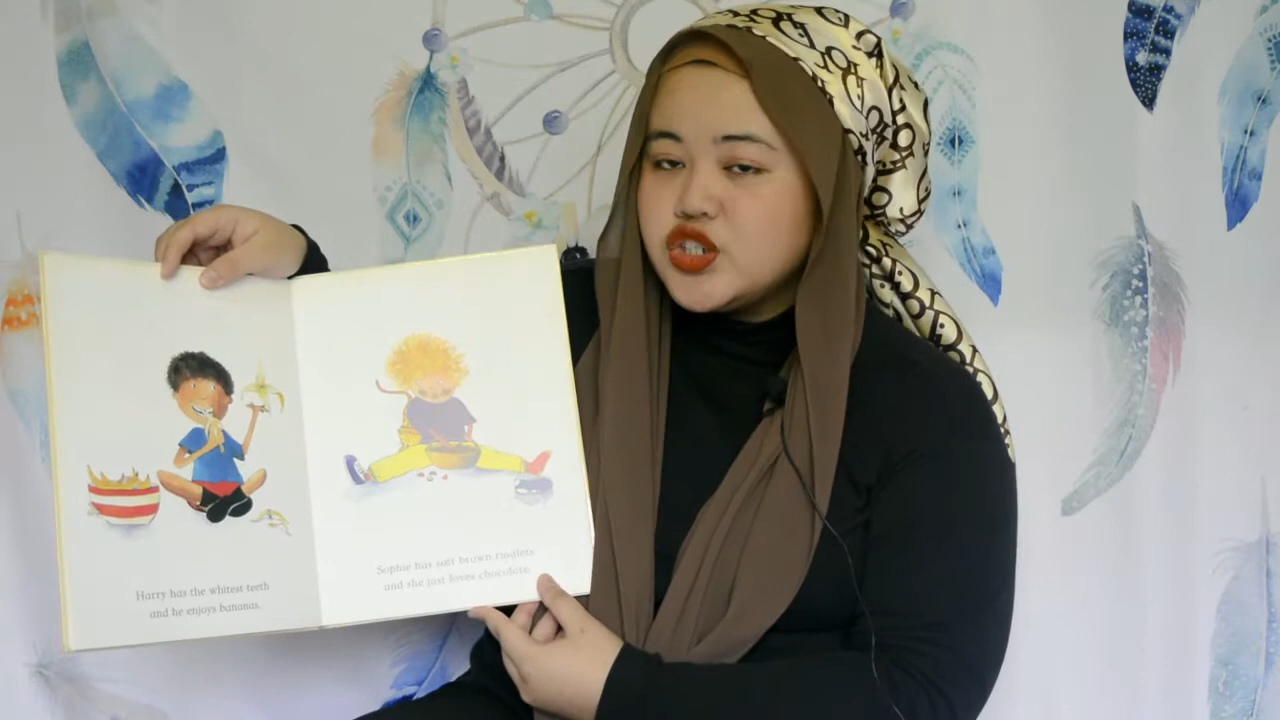 Harry has the whitest teeth
and he enjoys bananas.
Sophie has soft brown ringlets
and she just loves chocolate.